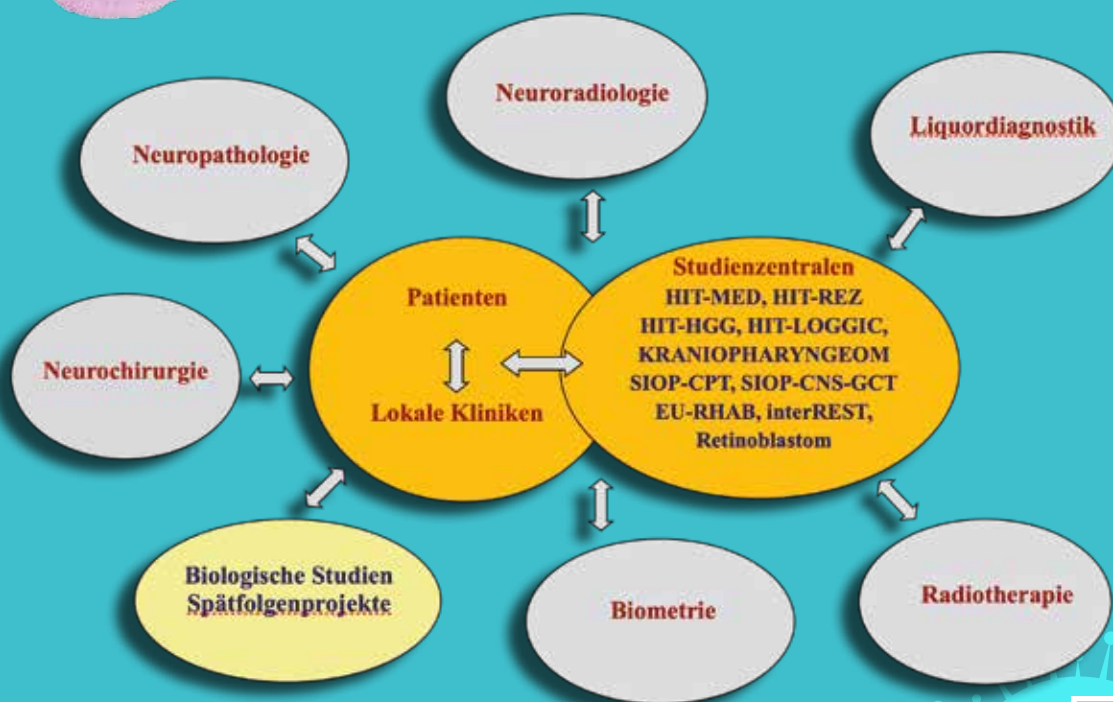 Neuroradiologie
Neuropathologie
Liquordiagnostik
Patienten
Lokale Kliniken
Studienzentralen
HIT-MED, HIT-REZ
HIT-HGG, HIT-LOGGIC,
KRANIOPHARYNGEOM
SIOP-CPT, SIOP-CNS-GCT
EU-RHAB, interREST,
Retinoblastom
Neurochirurgie
Biologische Studien
Spätfolgenprojekte
Biometrie
Radiotherapie